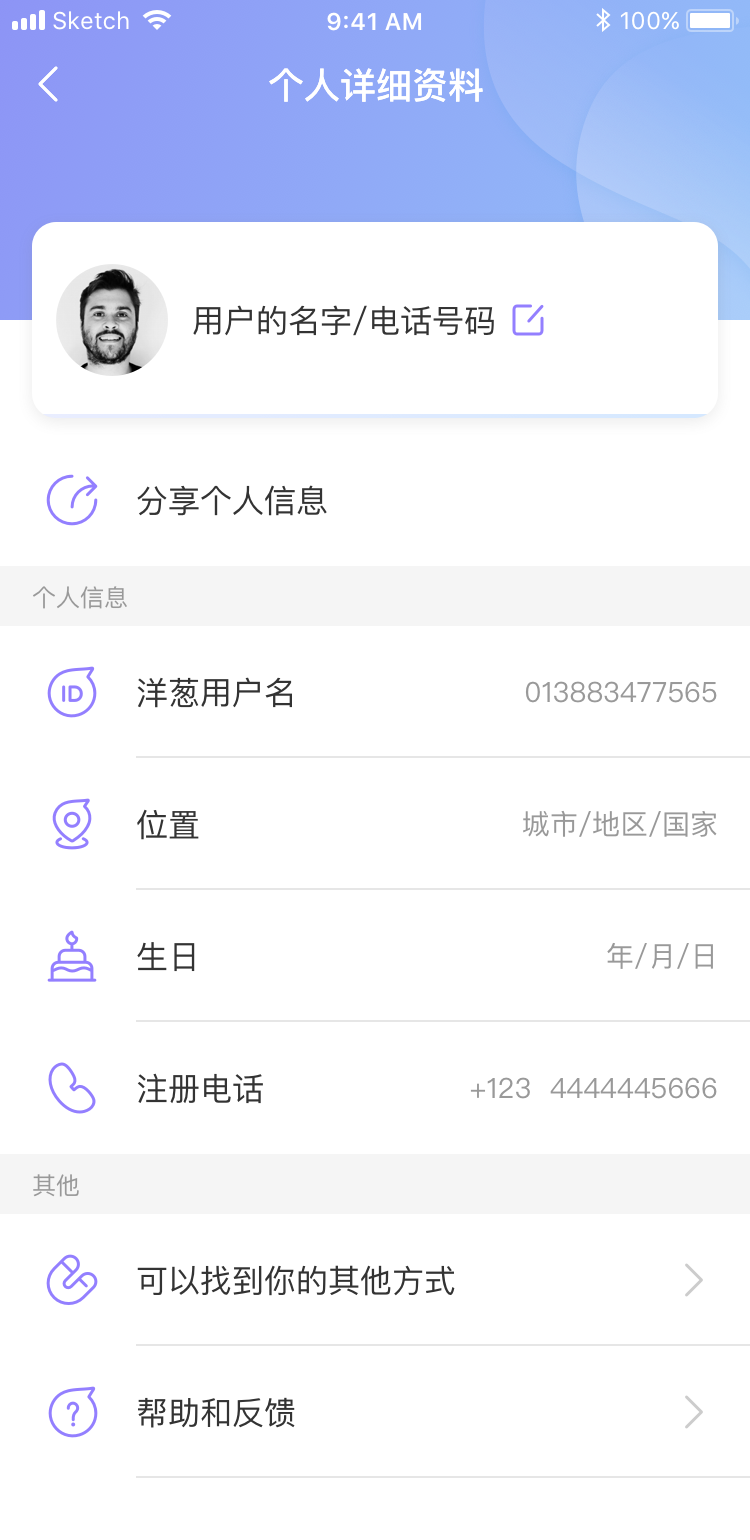 Sketch 9:41 AM 100%
个人详细资料
用户的名字/电话号码
分享个人信息
个人信息
ID 洋葱用户名 013883477565
位置 城市/地区/国家
生日 年/月/日
注册电话 +123 4444445666
其他
可以找到你的其他方式
? 帮助和反馈